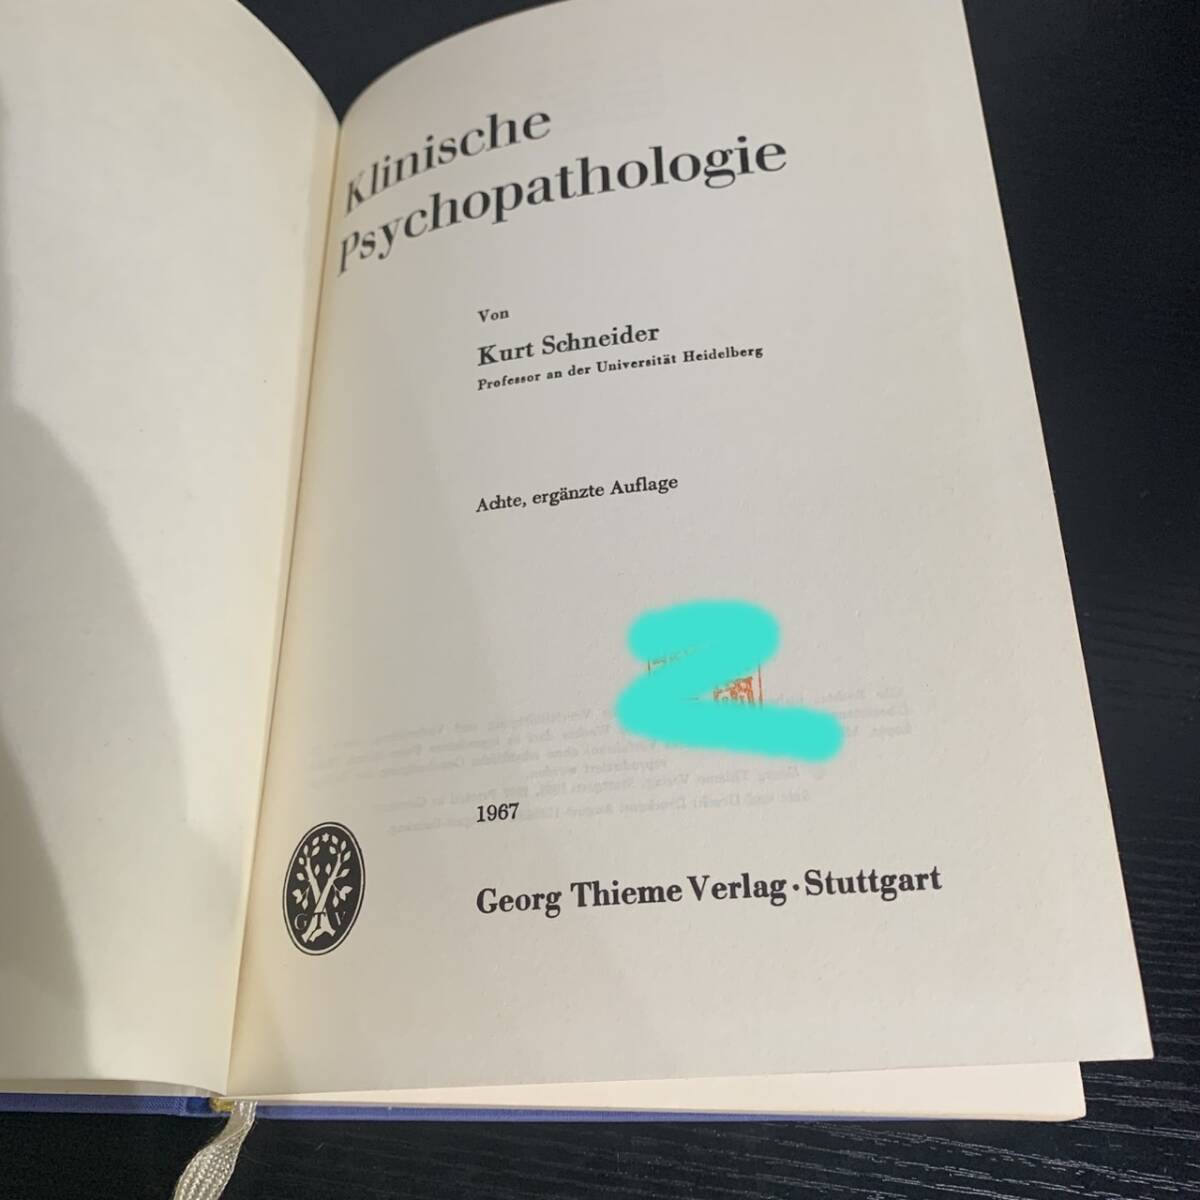 Klinische
Psychopathologie
Von
Kurt Schneider
Professor an der Universität Heidelberg
Achte, ergänzte Auflage
1967
G T V
Georg Thieme Verlag · Stuttgart